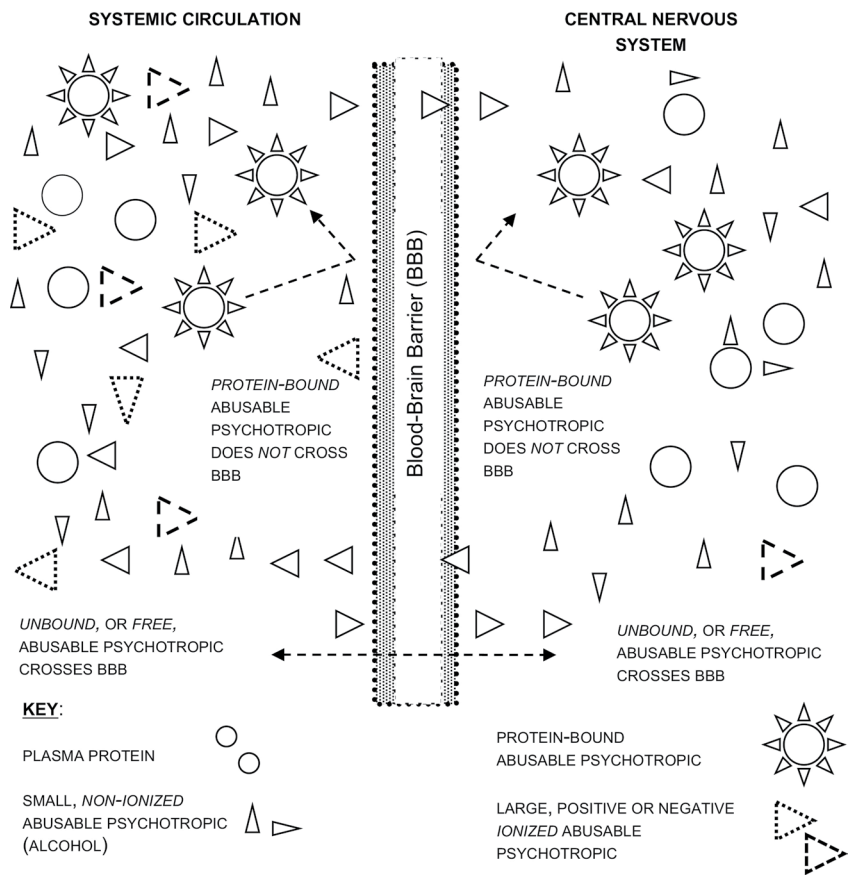 SYSTEMIC CIRCULATION
CENTRAL NERVOUS
SYSTEM
Blood-Brain Barrier (BBB)
PROTEIN-BOUND
ABUSABLE
PSYCHOTROPIC
DOES NOT CROSS
BBB
PROTEIN-BOUND
ABUSABLE
PSYCHOTROPIC
DOES NOT CROSS
BBB
UNBOUND, OR FREE,
ABUSABLE PSYCHOTROPIC
CROSSES BBB
UNBOUND, OR FREE,
ABUSABLE PSYCHOTROPIC
CROSSES BBB
KEY:
PLASMA PROTEIN
SMALL, NON-IONIZED
ABUSABLE PSYCHOTROPIC
(ALCOHOL)
PROTEIN-BOUND
ABUSABLE PSYCHOTROPIC
LARGE, POSITIVE OR NEGATIVE
IONIZED ABUSABLE
PSYCHOTROPIC